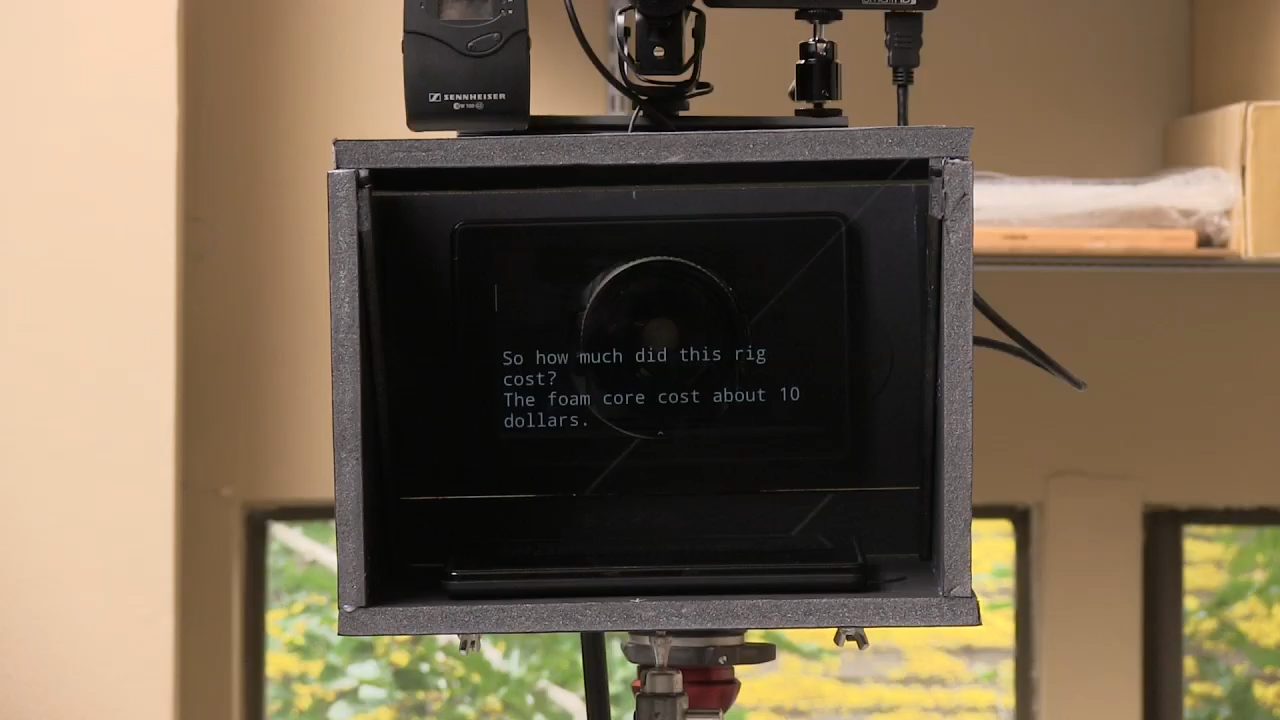 SENNHEISER
So how much did this rig
cost?
The foam core cost about 10
dollars.